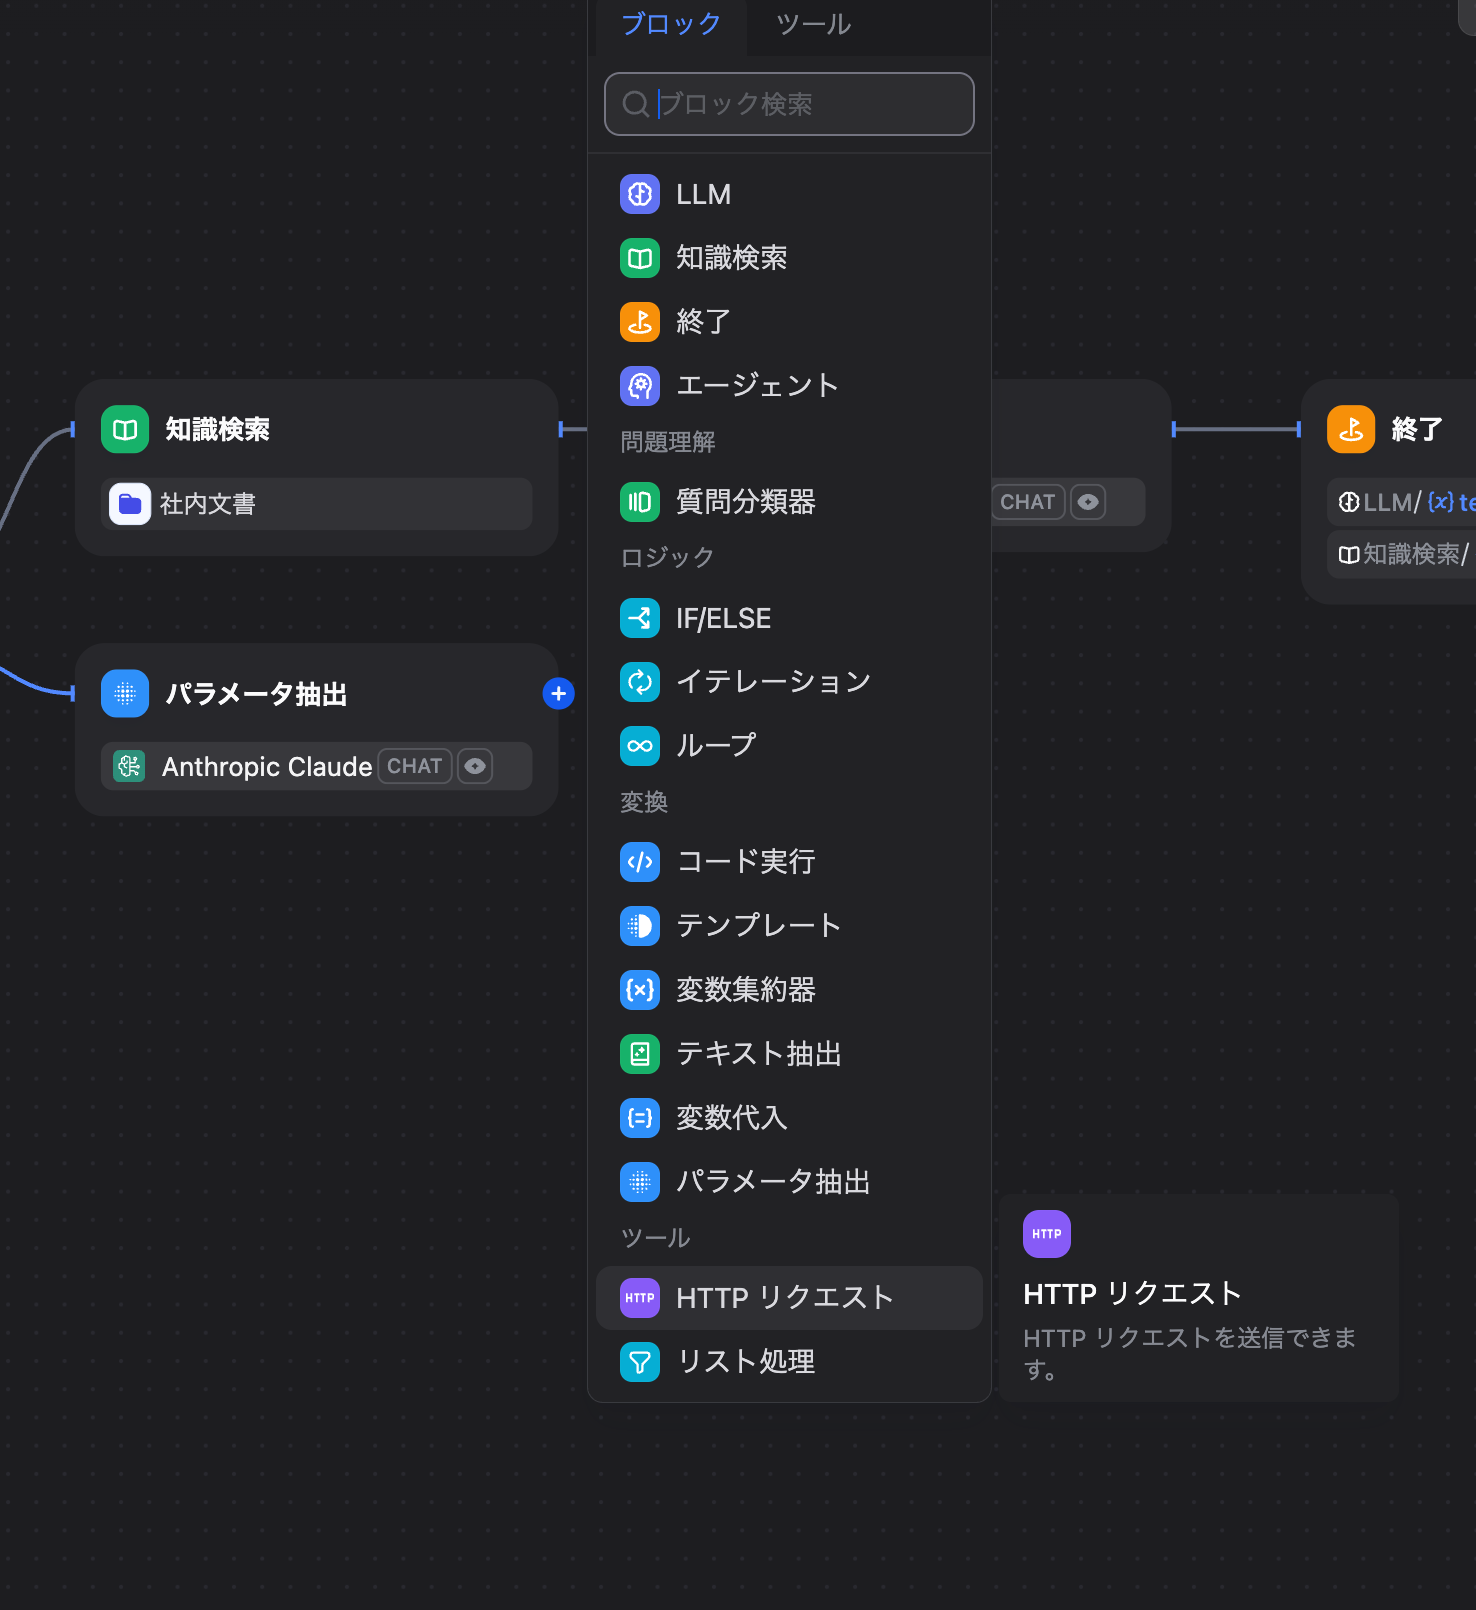 ブロック
ツール
ブロック検索
LLM
知識検索
終了
エージェント
問題理解
質問分類器
ロジック
IF/ELSE
イテレーション
ループ
変換
コード実行
テンプレート
変数集約器
テキスト抽出
変数代入
パラメータ抽出
ツール
HTTP
HTTP リクエスト
リスト処理
知識検索
社内文書
パラメータ抽出
Anthropic Claude CHAT
CHAT
終了
LLM/ {x} te
知識検索/
HTTP
HTTP リクエスト
HTTP リクエストを送信できま
す。